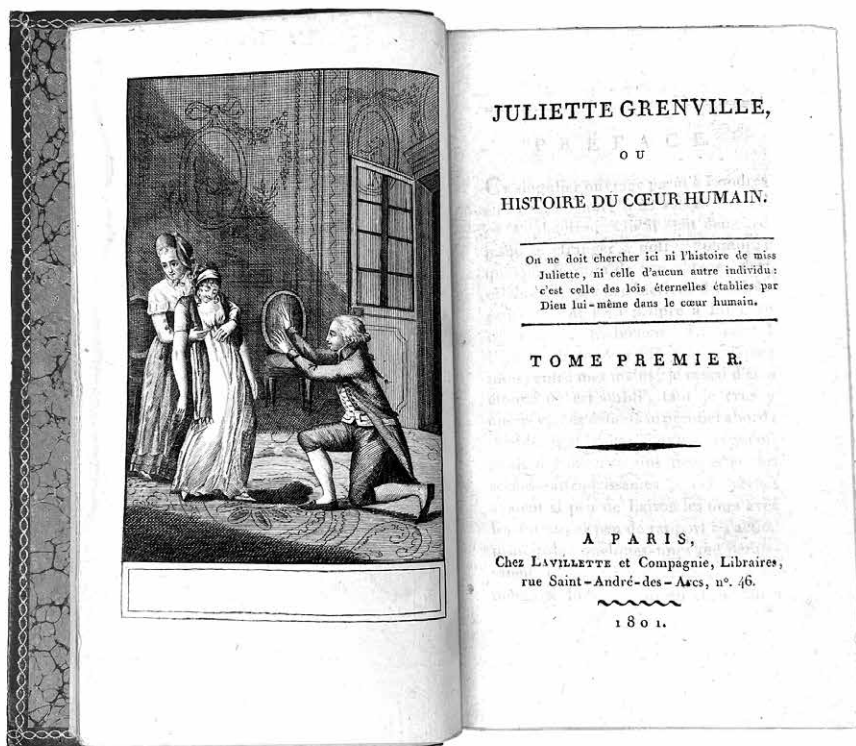 JULIETTE GRENVILLE,
OU
HISTOIRE DU CŒUR HUMAIN.
On ne doit chercher ici ni l'histoire de miss
Juliette, ni celle d'aucun autre individu :
c'est celle des lois éternelles établies par
Dieu lui-même dans le cœur humain.
TOME PREMIER.
A PARIS,
Chez LAVILLETTE et Compagnie, Libraires,
rue Saint-André-des-Arcs, nº. 46.
1801.